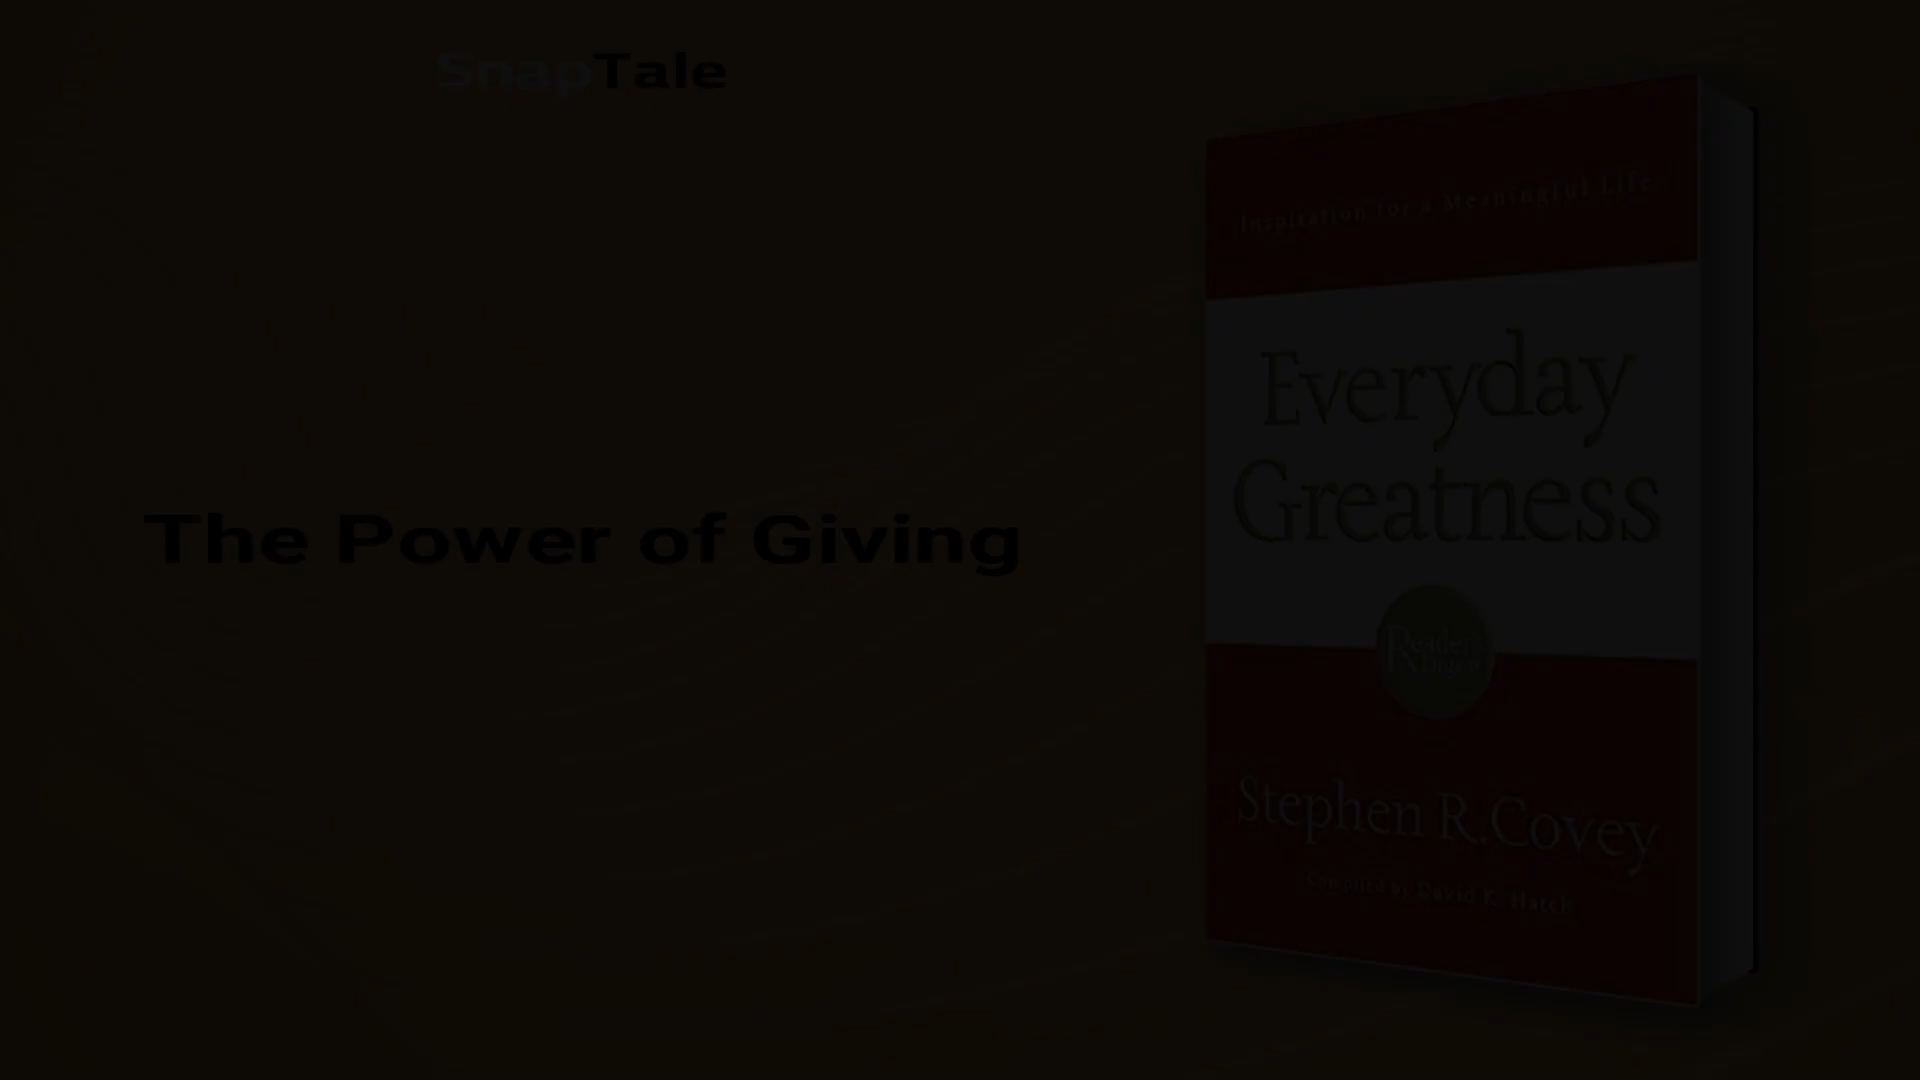 SnapTale
The Power of Giving
Inspiration for a Meaningful Life
Everyday
Greatness
Reader's
Digest
Stephen R. Covey
Compiled by David K. Hatch